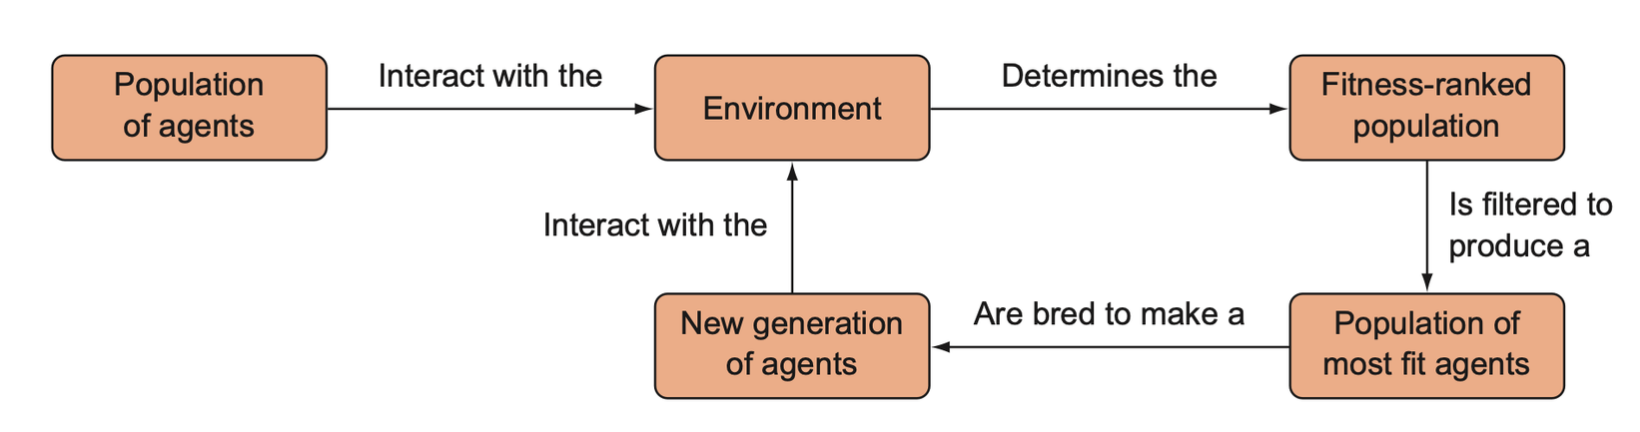 Population
of agents
Interact with the
Environment
Determines the
Fitness-ranked
population
Is filtered to
produce a
Population of
most fit agents
Are bred to make a
New generation
of agents
Interact with the